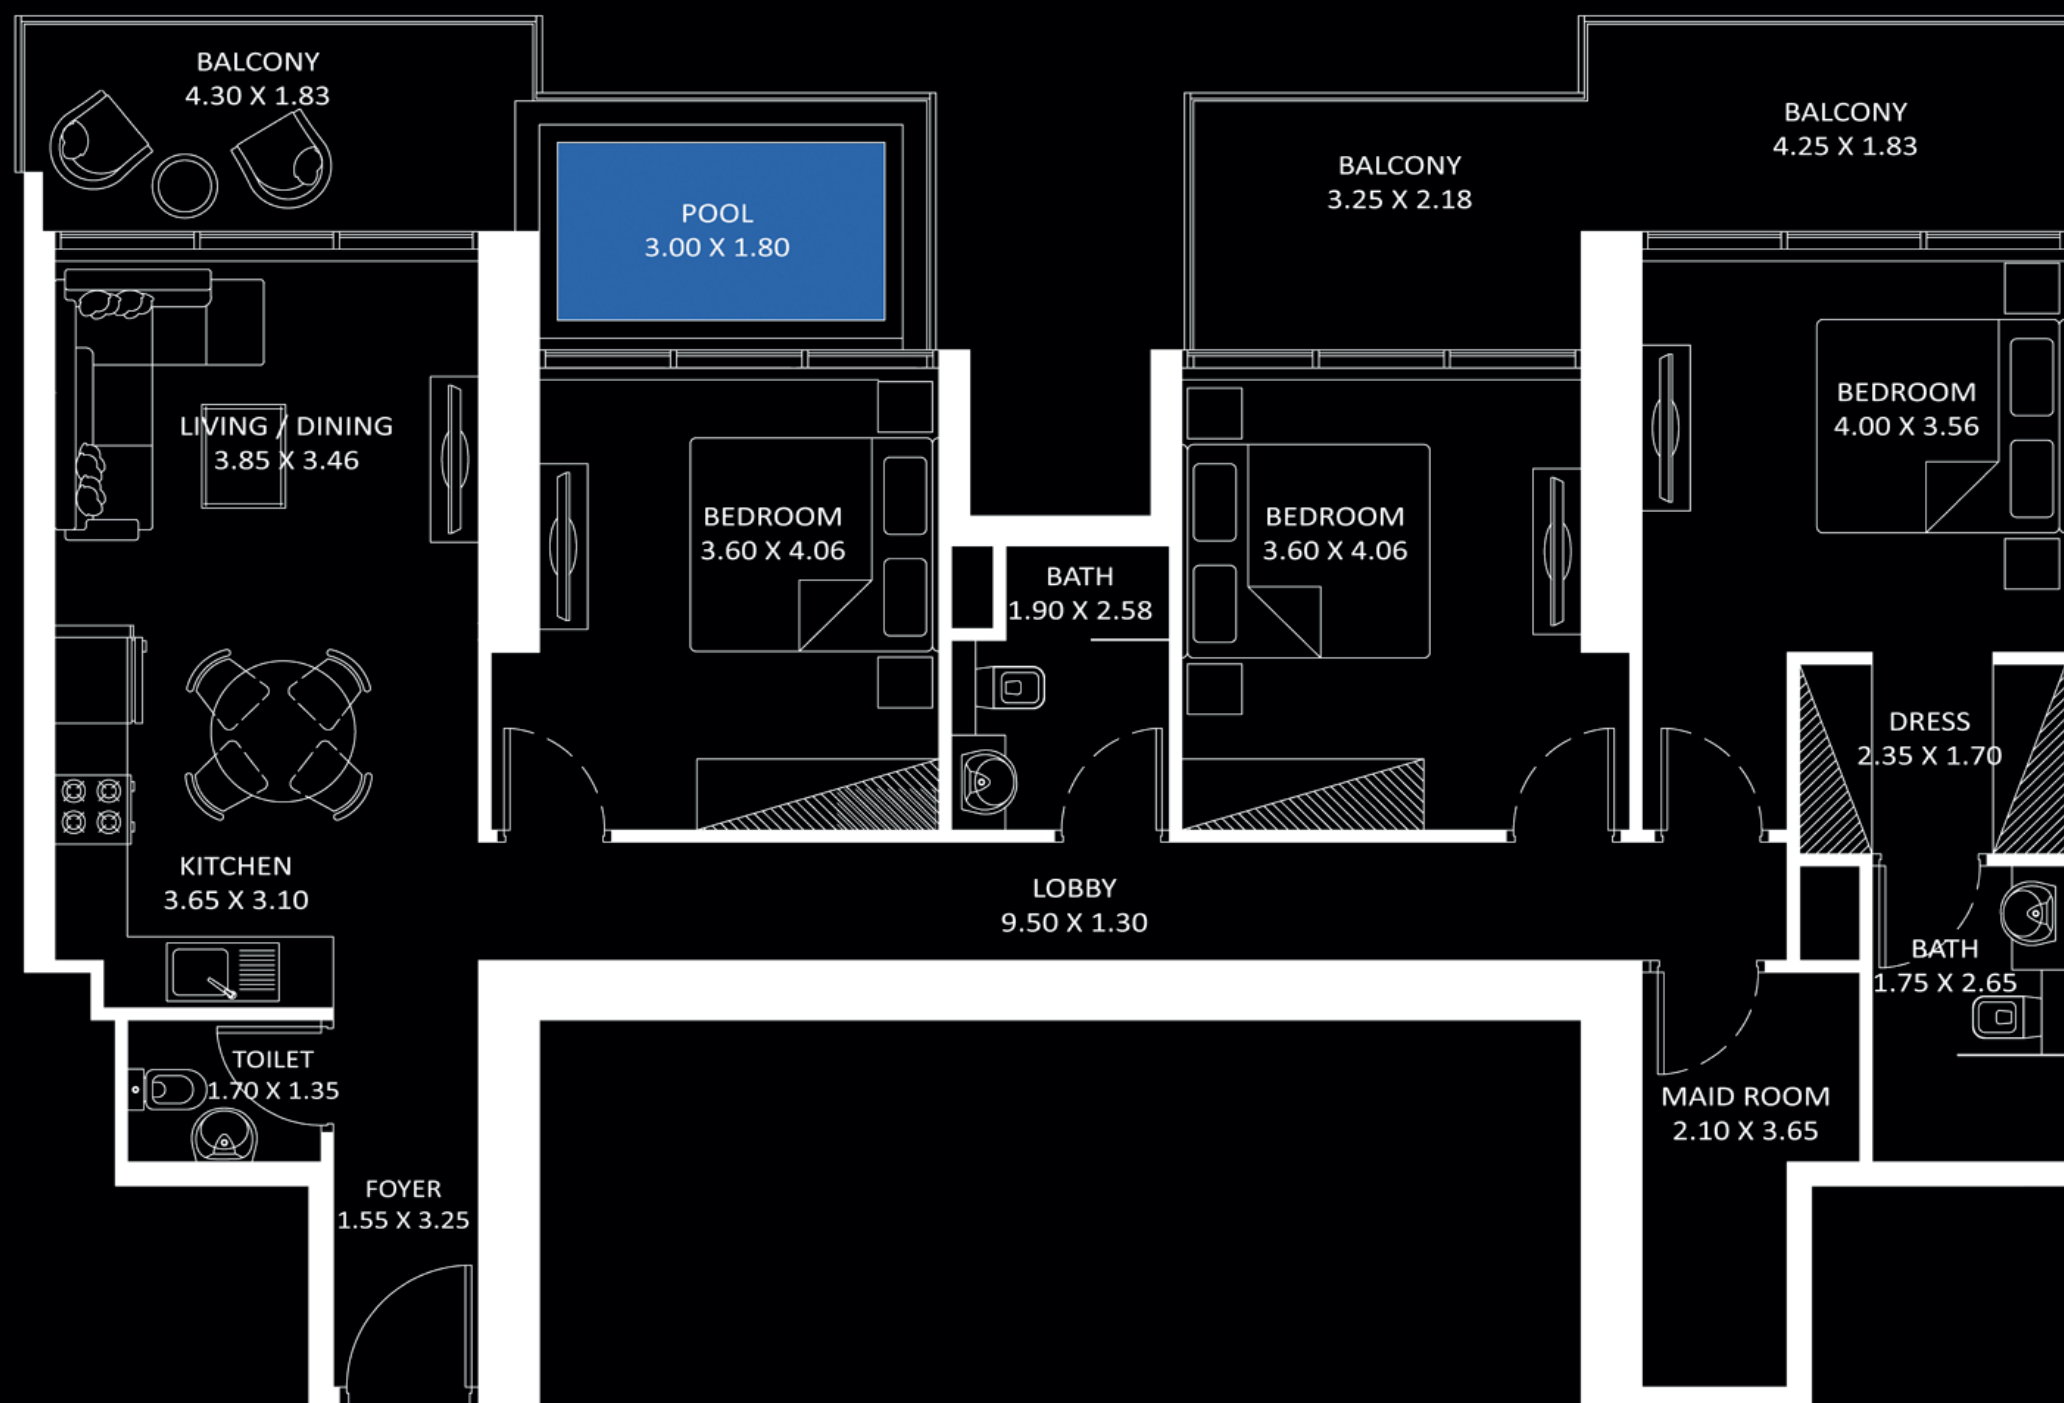 BALCONY
4.30 X 1.83
POOL
3.00 X 1.80
BALCONY
3.25 X 2.18
BALCONY
4.25 X 1.83
LIVING / DINING
3.85 X 3.46
BEDROOM
3.60 X 4.06
BATH
1.90 X 2.58
BEDROOM
3.60 X 4.06
BEDROOM
4.00 X 3.56
DRESS
2.35 X 1.70
KITCHEN
3.65 X 3.10
LOBBY
9.50 X 1.30
BATH
1.75 X 2.65
TOILET
1.70 X 1.35
MAID ROOM
2.10 X 3.65
FOYER
1.55 X 3.25